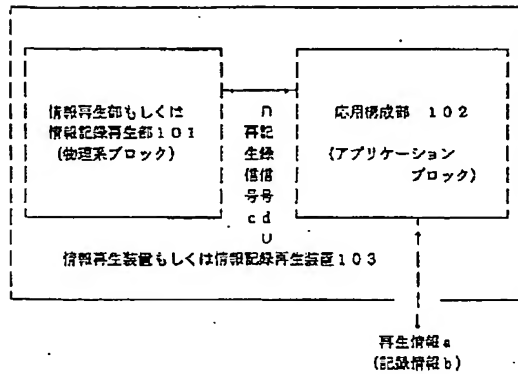 情報再生部もしくは
情報記録再生部101
(物理系ブロック)
再生信号c
記録信号d
応用構成部 102
(アプリケーション
ブロック)
情報再生装置もしくは情報記録再生装置103
再生情報a
(記録情報b)